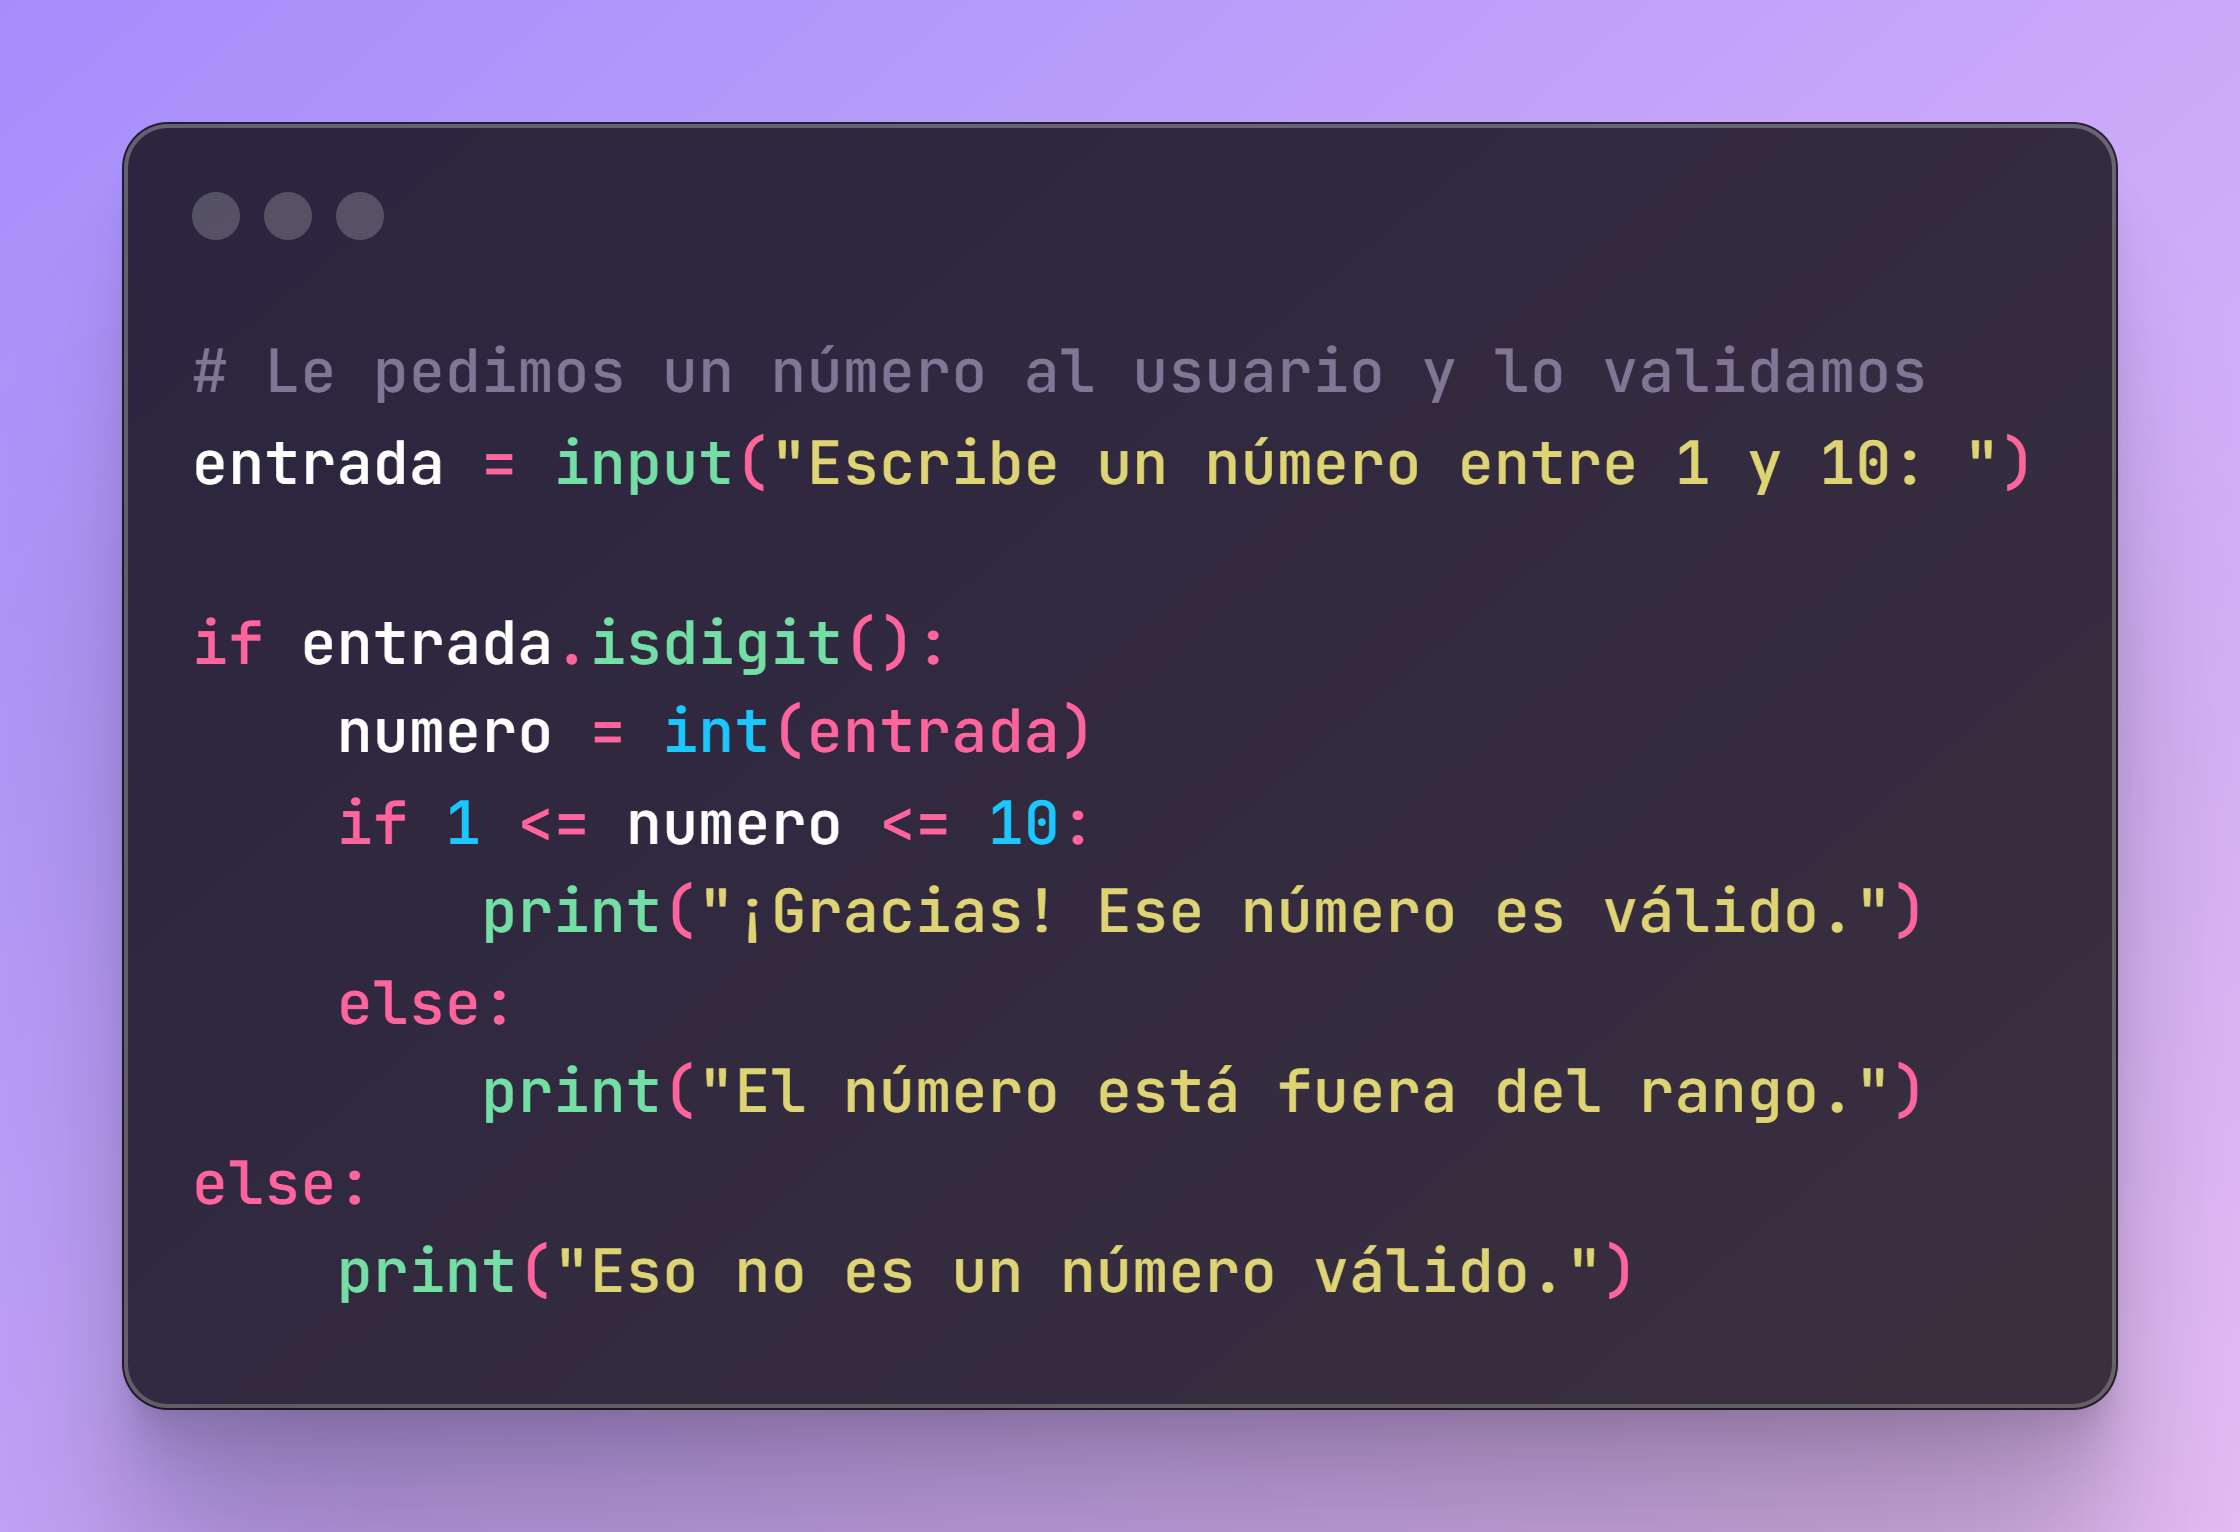 # Le pedimos un número al usuario y lo validamos
entrada = input("Escribe un número entre 1 y 10: ")

if entrada.isdigit():
    numero = int(entrada)
    if 1 <= numero <= 10:
        print("¡Gracias! Ese número es válido.")
    else:
        print("El número está fuera del rango.")
else:
    print("Eso no es un número válido.")